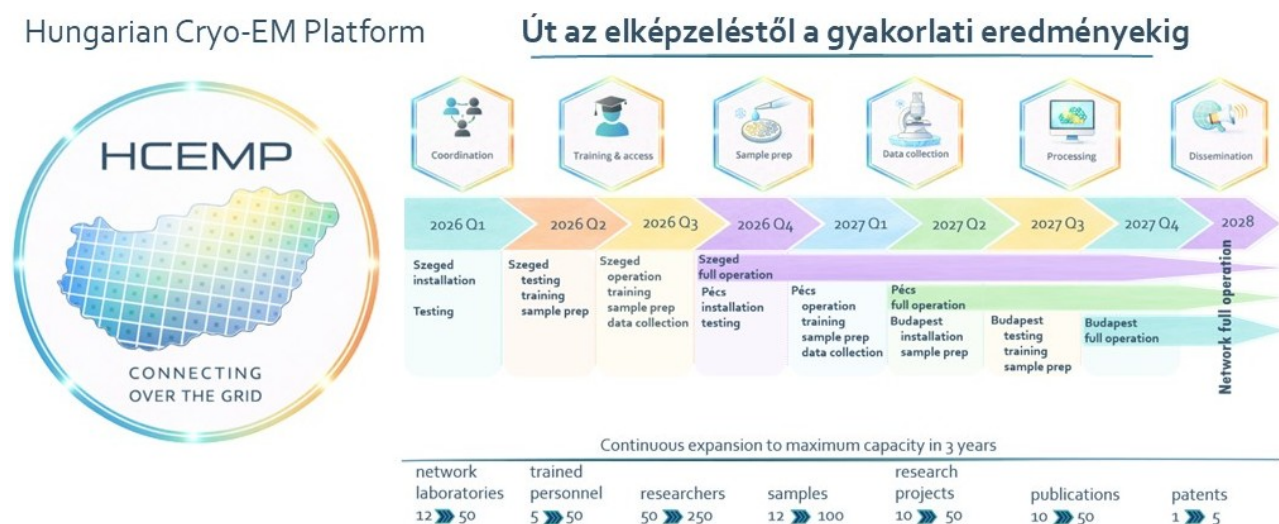 Hungarian Cryo-EM Platform
Út az elképzeléstől a gyakorlati eredményekig
HCEMP
CONNECTING
OVER THE GRID
Coordination
Training & access
Sample prep
Data collection
Processing
Dissemination
2026 Q1
2026 Q2
2026 Q3
2026 Q4
2027 Q1
2027 Q2
2027 Q3
2027 Q4
2028
Szeged
installation
Testing
Szeged
testing
training
sample prep
Szeged
operation
training
sample prep
data collection
Szeged
full operation
Pécs
installation
testing
Pécs
operation
training
sample prep
data collection
Pécs
full operation
Budapest
installation
sample prep
Budapest
testing
training
sample prep
Budapest
full operation
Network full operation
Continuous expansion to maximum capacity in 3 years
network
laboratories
12 50
trained
personnel
5 50
researchers
50 250
samples
12 100
research
projects
10 50
publications
10 50
patents
1 5